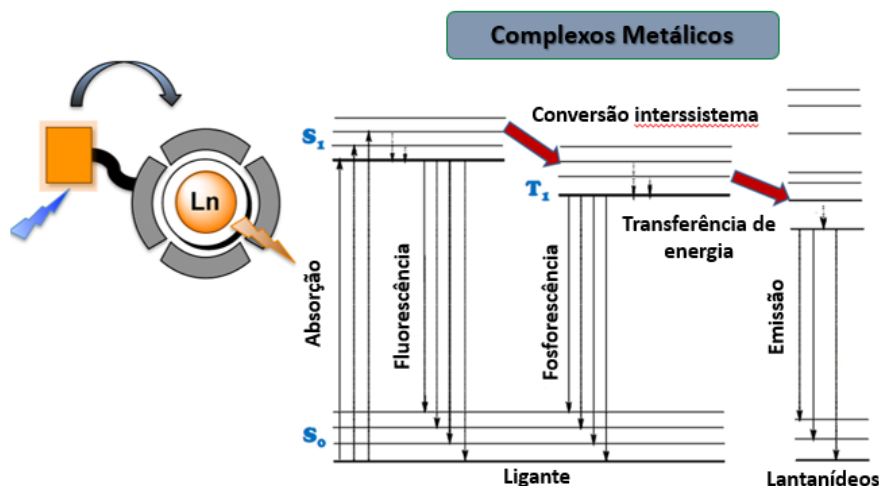 Complexos Metálicos
Ln
Absorção
S₁
Fluorescência
S₀
Conversão interssistema
T₁
Fosforescência
Transferência de
energia
Emissão
Ligante
Lantanídeos